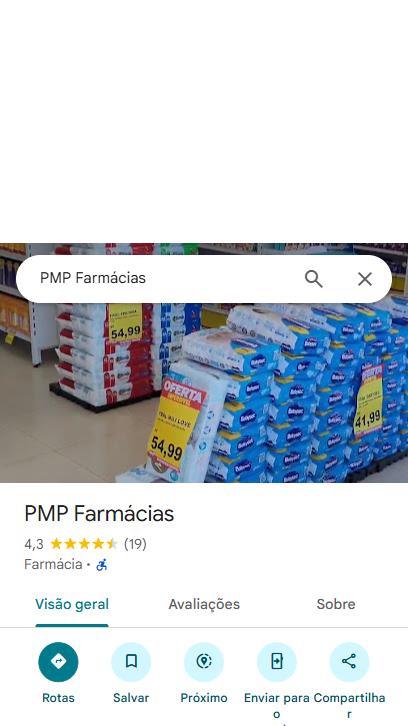 PMP Farmácias
54,99
OFERTA
54,99
41,99
Babysec
PMP Farmácias
4,3 (19)
Farmácia ·
Visão geral Avaliações Sobre
Rotas Salvar Próximo Enviar para o Compartilhar